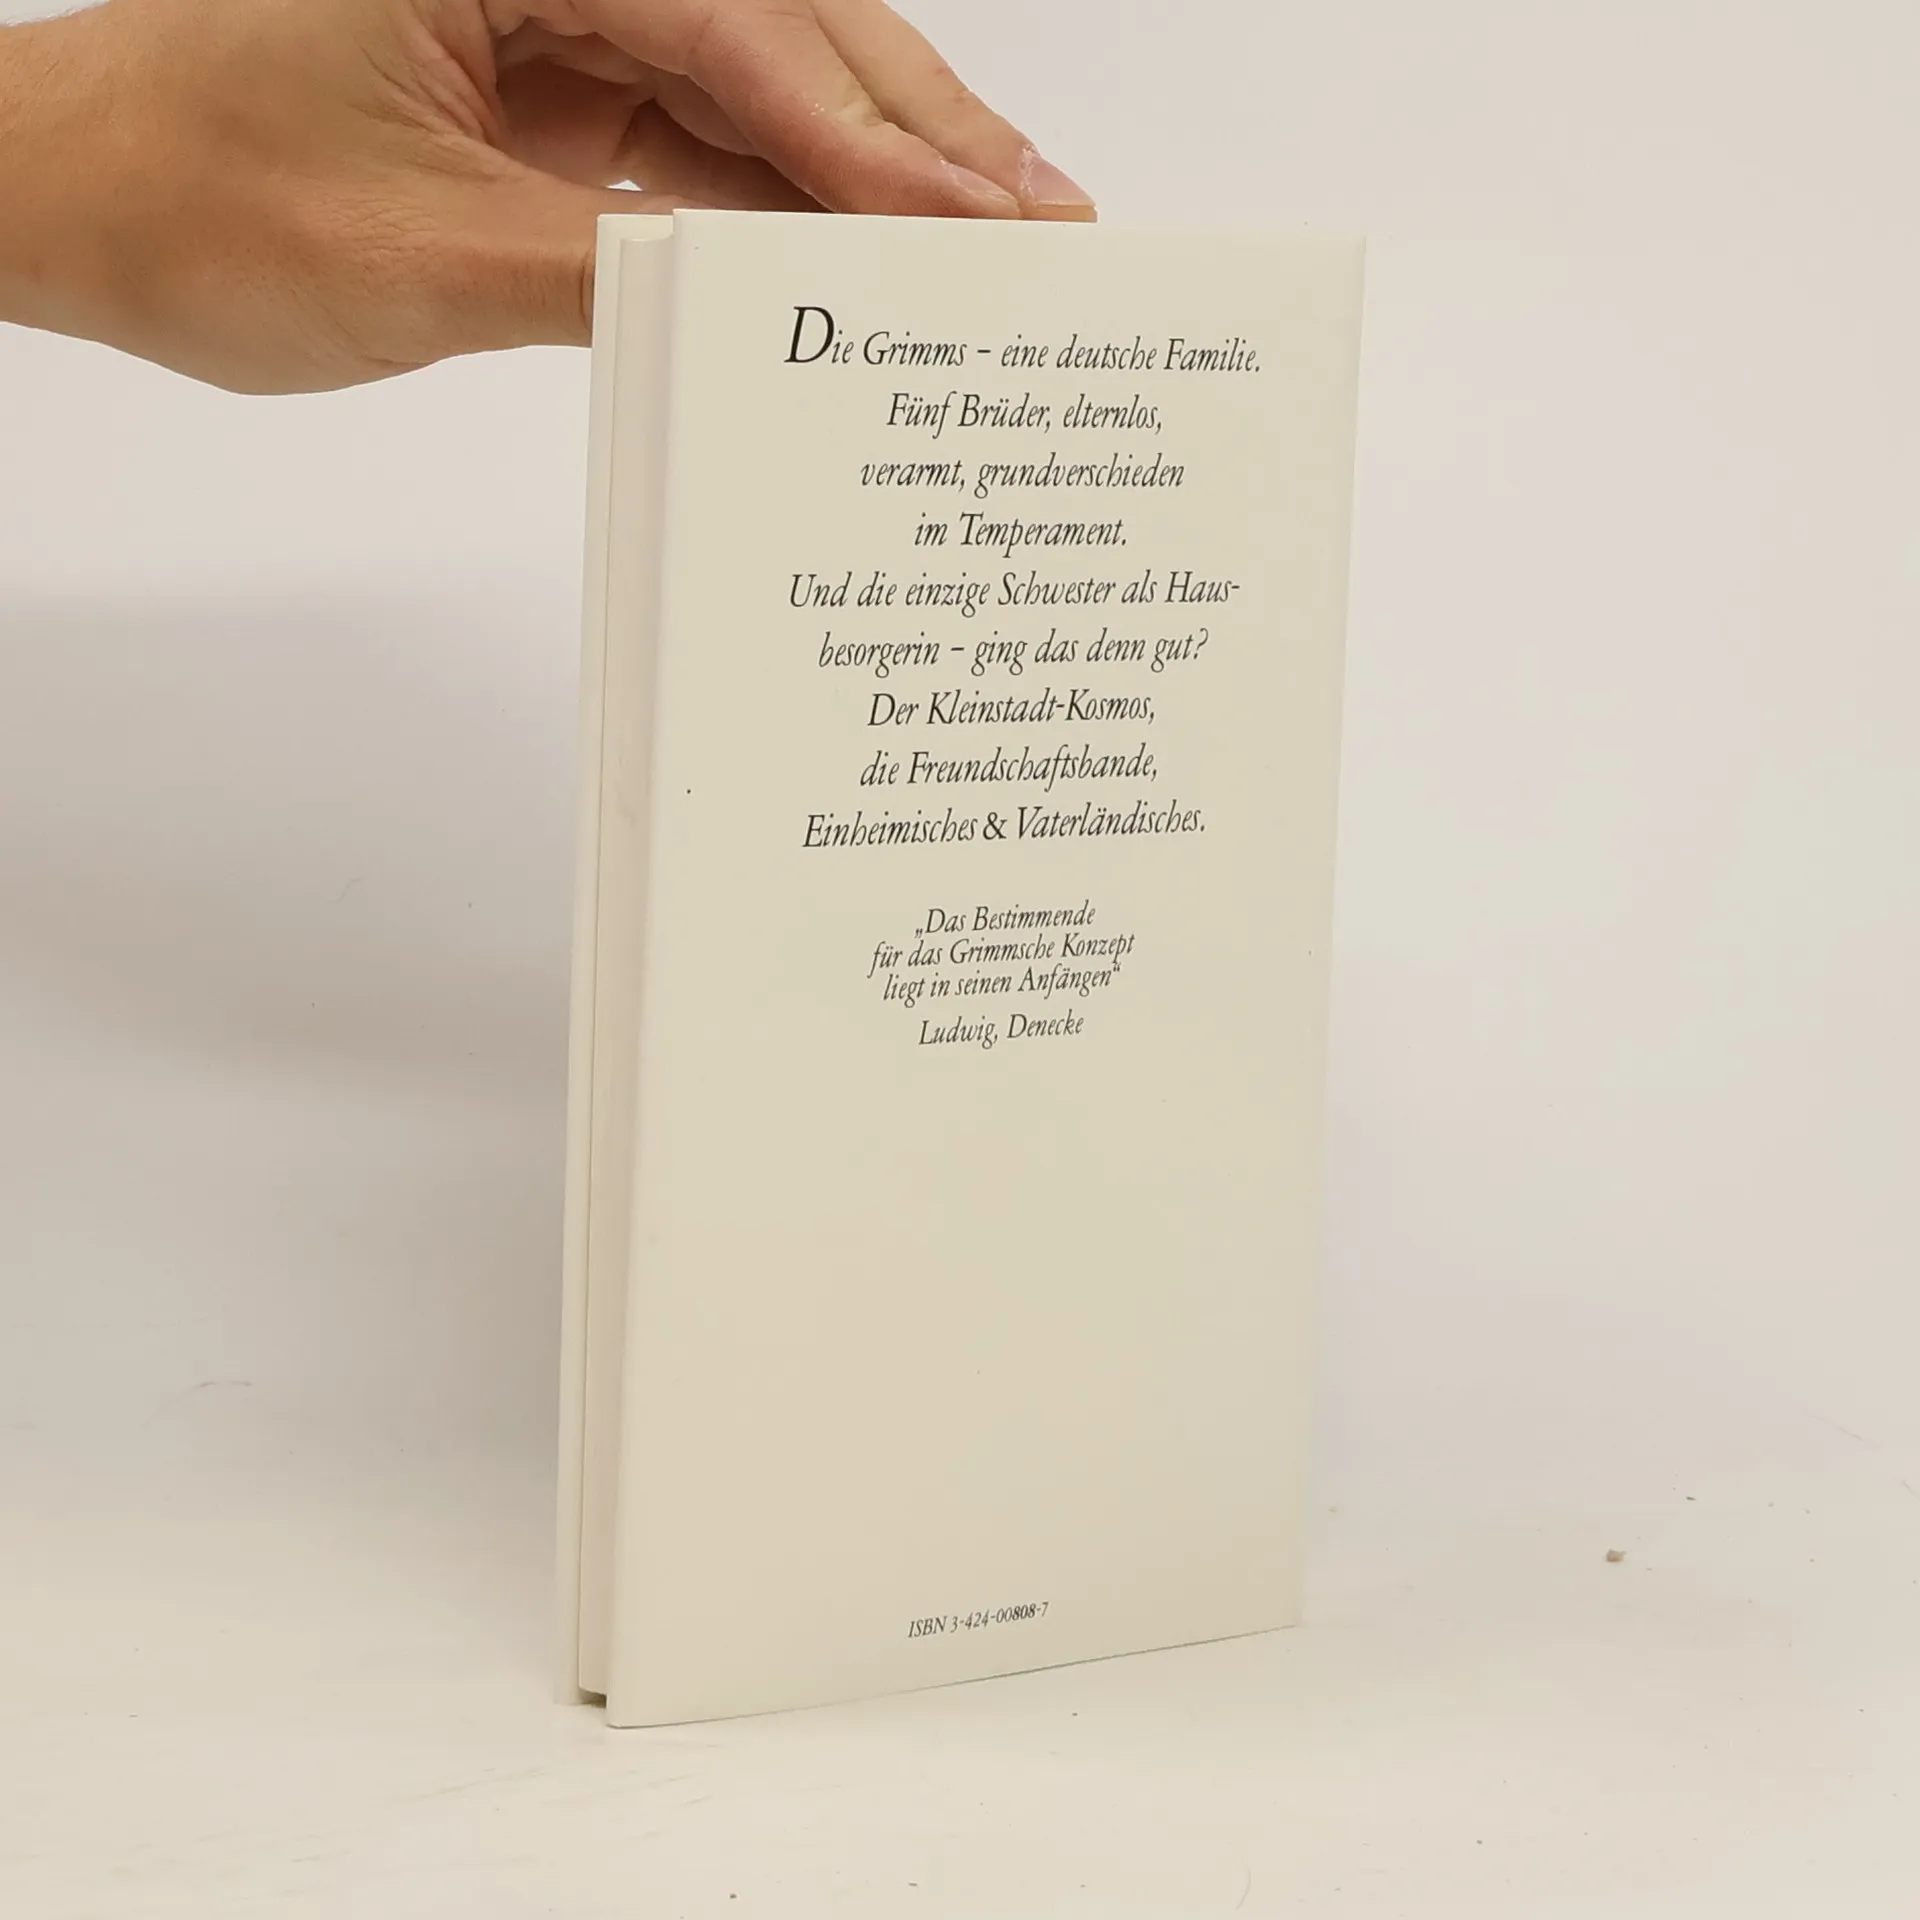 Die Grimms – eine deutsche Familie.
Fünf Brüder, elternlos,
verarmt, grundverschieden
im Temperament.
Und die einzige Schwester als Haus-
besorgerin – ging das denn gut?
Der Kleinstadt-Kosmos,
die Freundschaftsbande,
Einheimisches & Vaterländisches.
„Das Bestimmende
für das Grimmsche Konzept
liegt in seinen Anfängen“
Ludwig, Denecke
ISBN 3-424-00808-7